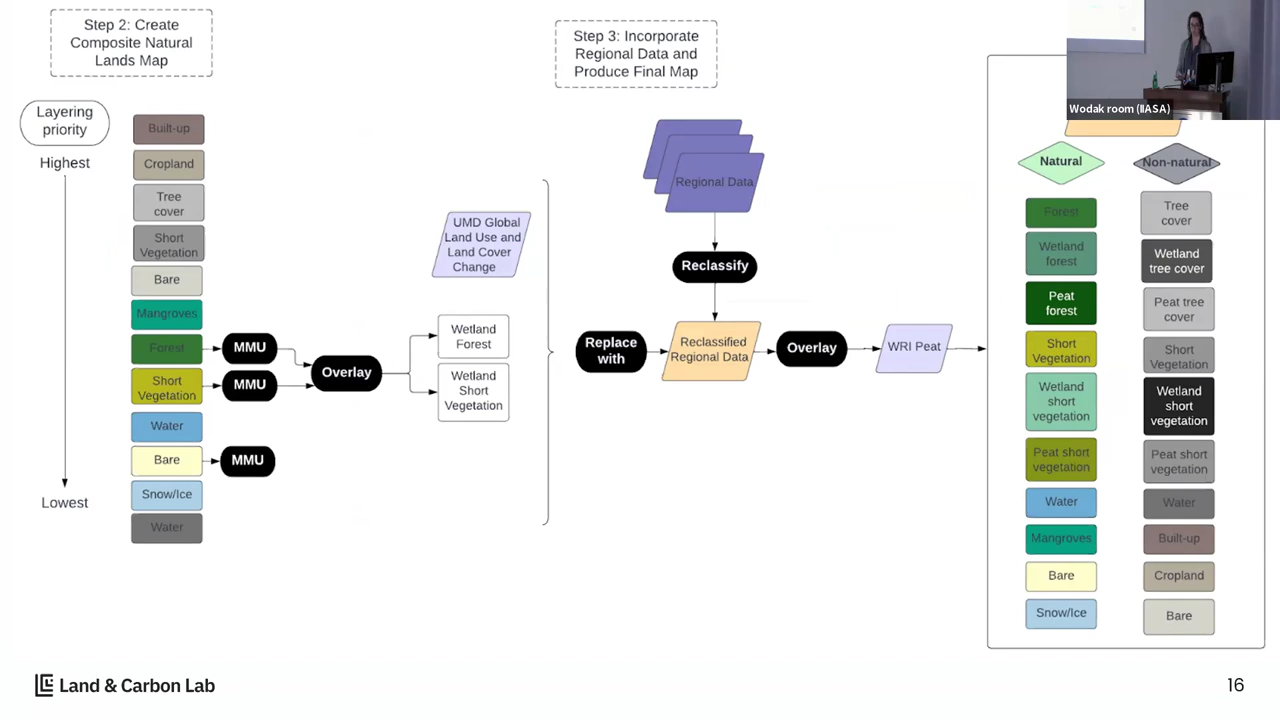 Step 2: Create
Composite Natural
Lands Map
Layering
priority
Highest
Lowest
Built-up
Cropland
Tree
cover
Short
Vegetation
Bare
Mangroves
Forest
Short
Vegetation
Water
Bare
Snow/Ice
Water
MMU
MMU
MMU
Overlay
UMD Global
Land Use and
Land Cover
Change
Wetland
Forest
Wetland
Short
Vegetation
Step 3: Incorporate
Regional Data and
Produce Final Map
Regional Data
Reclassify
Replace
with
Reclassified
Regional Data
Overlay
WRI Peat
Wodak room (IIASA)
Natural
Forest
Wetland
forest
Peat
forest
Short
Vegetation
Wetland
short
vegetation
Peat short
vegetation
Water
Mangroves
Bare
Snow/Ice
Non-natural
Tree
cover
Wetland
tree cover
Peat tree
cover
Short
Vegetation
Wetland
short
vegetation
Peat short
vegetation
Water
Built-up
Cropland
Bare
Land & Carbon Lab
16